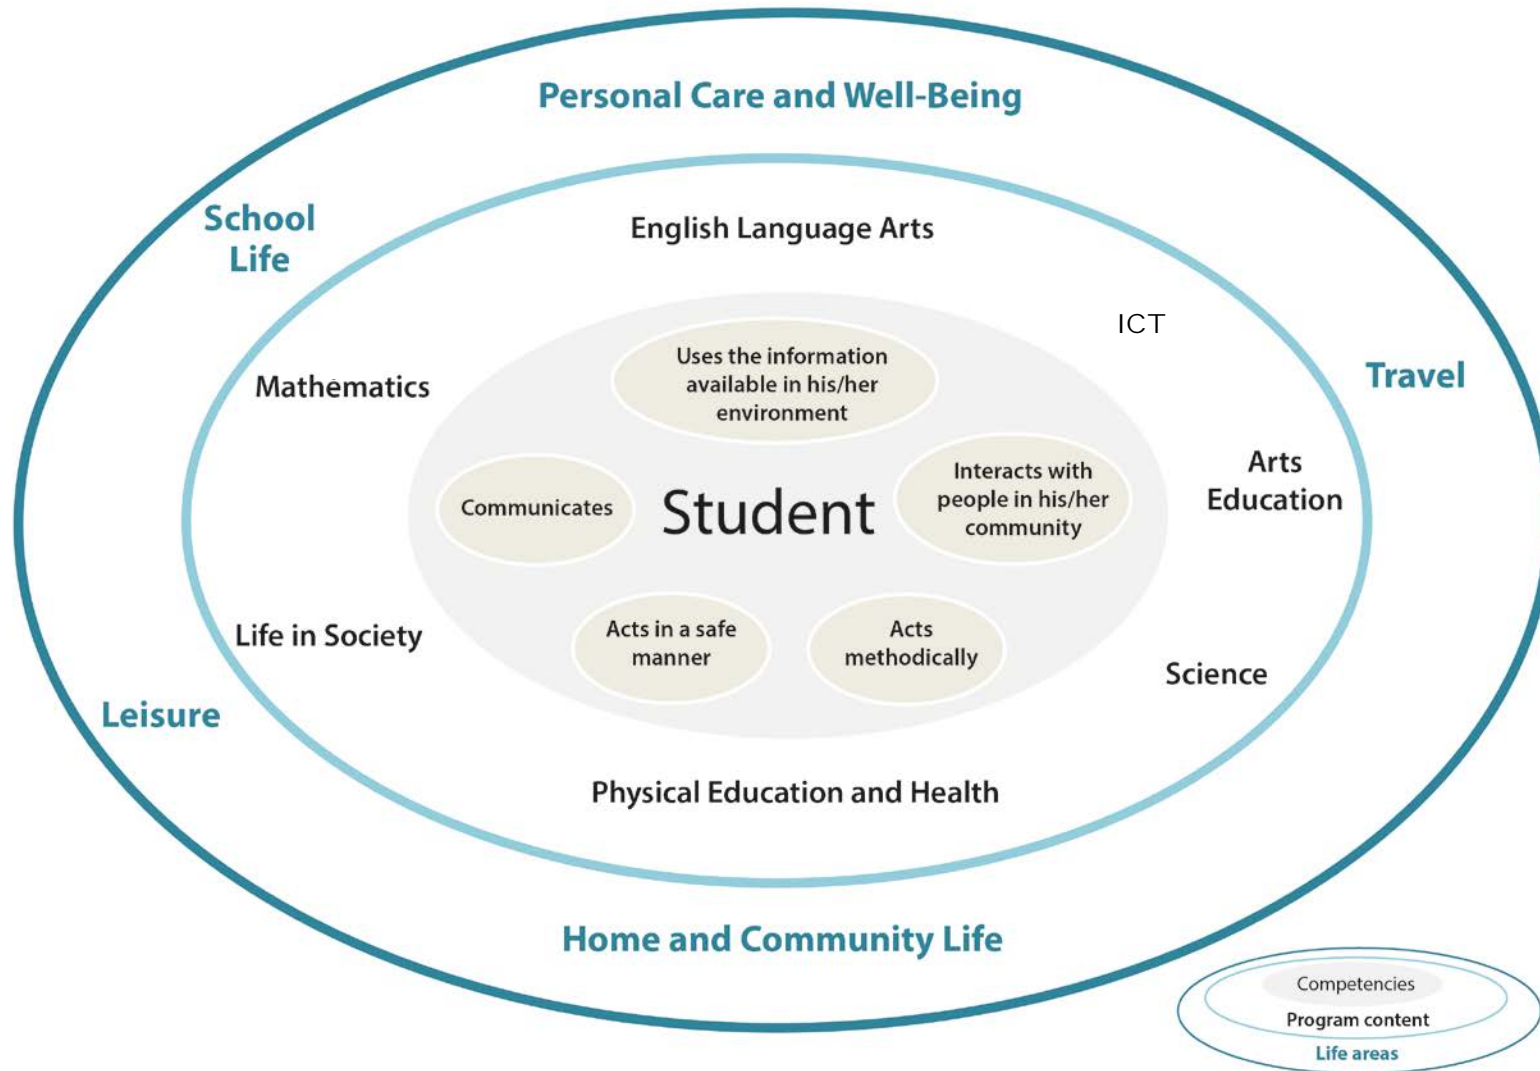 Personal Care and Well-Being
School
Life
English Language Arts
ICT
Travel
Mathematics
Uses the information
available in his/her
environment
Communicates
Student
Interacts with
people in his/her
community
Arts
Education
Life in Society
Acts in a safe
manner
Acts
methodically
Science
Leisure
Physical Education and Health
Home and Community Life
Competencies
Program content
Life areas